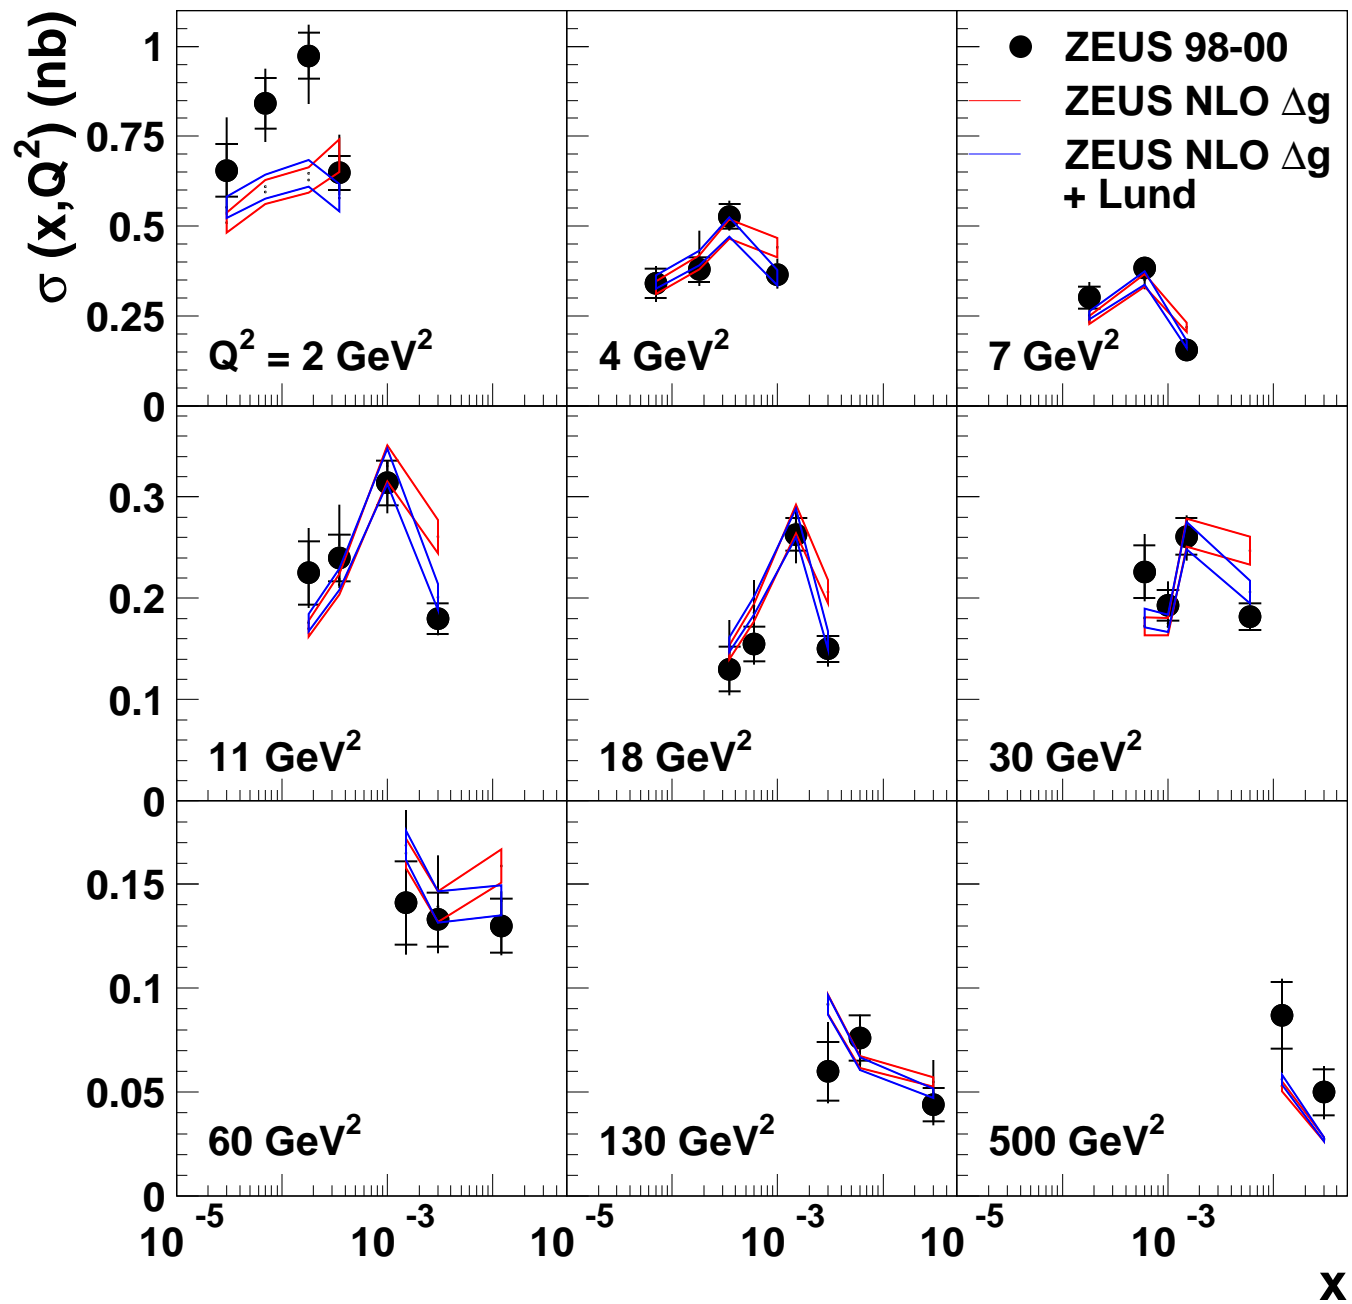 σ (x,Q²) (nb)
1
0.75
0.5
0.25
0
Q² = 2 GeV²
4 GeV²
7 GeV²
ZEUS 98-00
ZEUS NLO Δg
ZEUS NLO Δg
+ Lund
0.3
0.2
0.1
0
11 GeV²
18 GeV²
30 GeV²
0.15
0.1
0.05
0
60 GeV²
130 GeV²
500 GeV²
10⁻⁵ 10⁻³ 10⁻⁵ 10⁻³ 10⁻⁵ 10⁻³
x